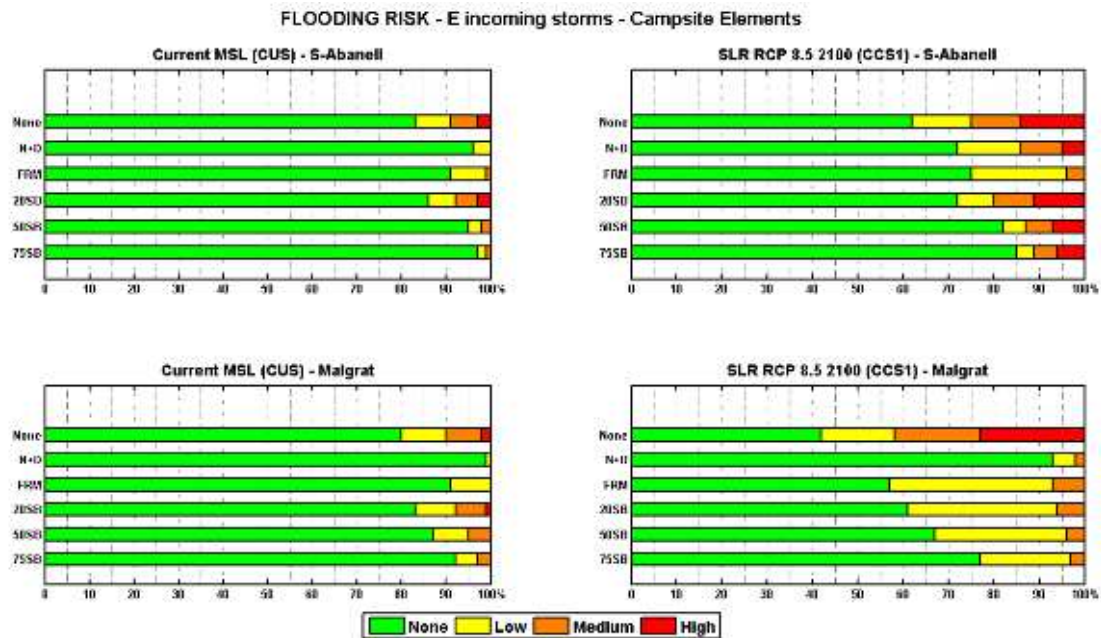 FLOODING RISK - E incoming storms - Campsite Elements
Current MSL (CUS) - S-Abanell
SLR RCP 8.5 2100 (CCS1) - S-Abanell
None
N+D
FRM
20SD
50SB
75SB
0 10 20 30 40 50 60 70 80 90 100%
None
N+D
FRM
20SD
50SB
75SB
0 10 20 30 40 50 60 70 80 90 100%
Current MSL (CUS) - Malgrat
SLR RCP 8.5 2100 (CCS1) - Malgrat
None
N+D
FRM
20SB
50SB
75SB
0 10 20 30 40 50 60 70 80 90 100%
None
N+D
FRM
20SB
50SB
75SB
0 10 20 30 40 50 60 70 80 90 100%
None Low Medium High